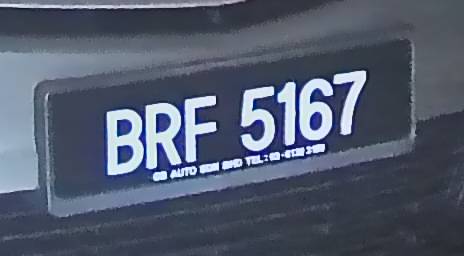 BRF 5167
AUTO SDN BHD TEL: